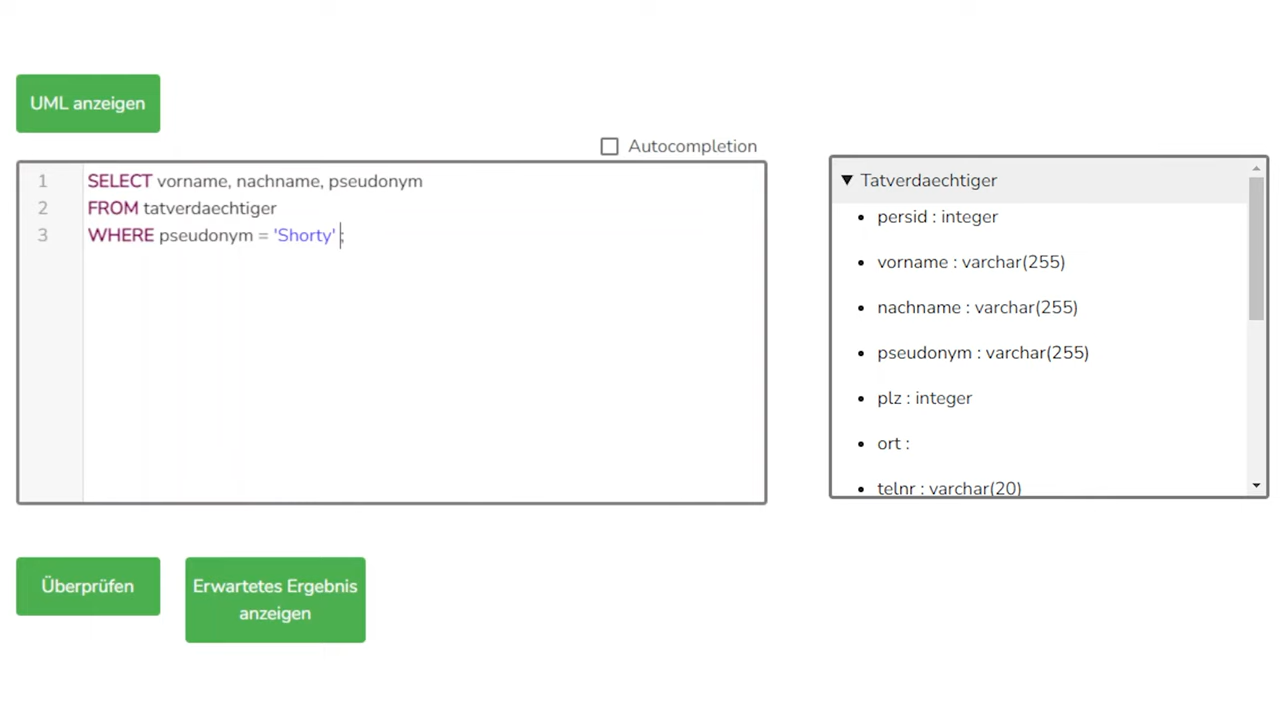 UML anzeigen
Autocompletion
1 SELECT vorname, nachname, pseudonym
2 FROM tatverdaechtiger
3 WHERE pseudonym = 'Shorty' ;
▼ Tatverdaechtiger
• persid : integer
• vorname : varchar(255)
• nachname : varchar(255)
• pseudonym : varchar(255)
• plz : integer
• ort :
• telnr : varchar(20)
Überprüfen
Erwartetes Ergebnis
anzeigen